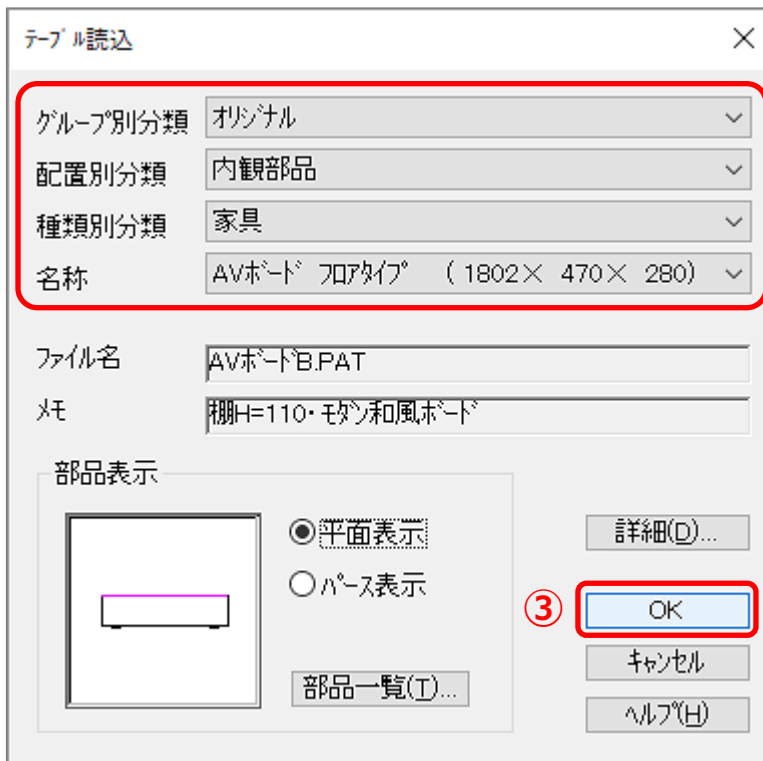 ﾃｰﾌﾞﾙ読込
ｸﾞﾙｰﾌﾟ別分類 ｵﾘｼﾞﾅﾙ
配置別分類 内観部品
種類別分類 家具
名称 AVﾎﾞｰﾄﾞ ﾌﾛｱﾀｲﾌﾟ （ 1802× 470× 280）
ﾌｧｲﾙ名 AVﾎﾞｰﾄﾞB.PAT
ﾒﾓ 棚H=110･ﾓﾀﾞﾝ和風ﾎﾞｰﾄﾞ
部品表示
平面表示
ﾊﾟｰｽ表示
部品一覧(T)...
詳細(D)...
③ OK
ｷｬﾝｾﾙ
ﾍﾙﾌﾟ(H)